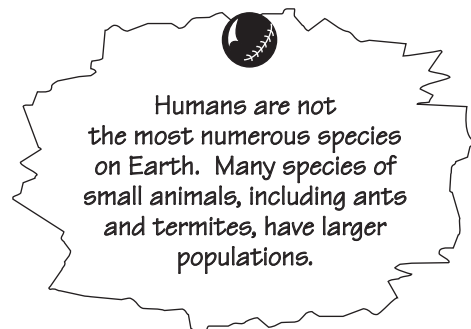 Humans are not
the most numerous species
on Earth. Many species of
small animals, including ants
and termites, have larger
populations.